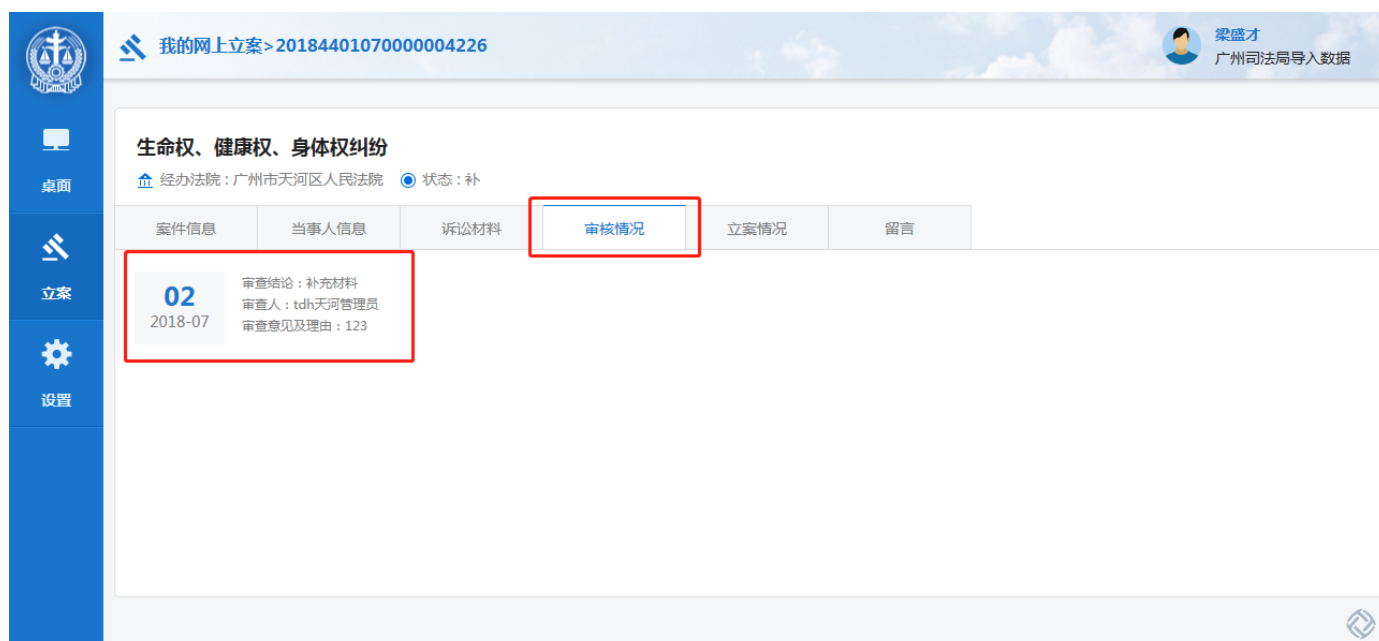 我的网上立案>20184401070000004226
梁盛才
广州司法局导入数据
桌面
立案
设置
生命权、健康权、身体权纠纷
经办法院：广州市天河区人民法院 状态：补
案件信息 当事人信息 诉讼材料 审核情况 立案情况 留言
02
2018-07
审查结论：补充材料
审查人：tdh天河管理员
审查意见及理由：123